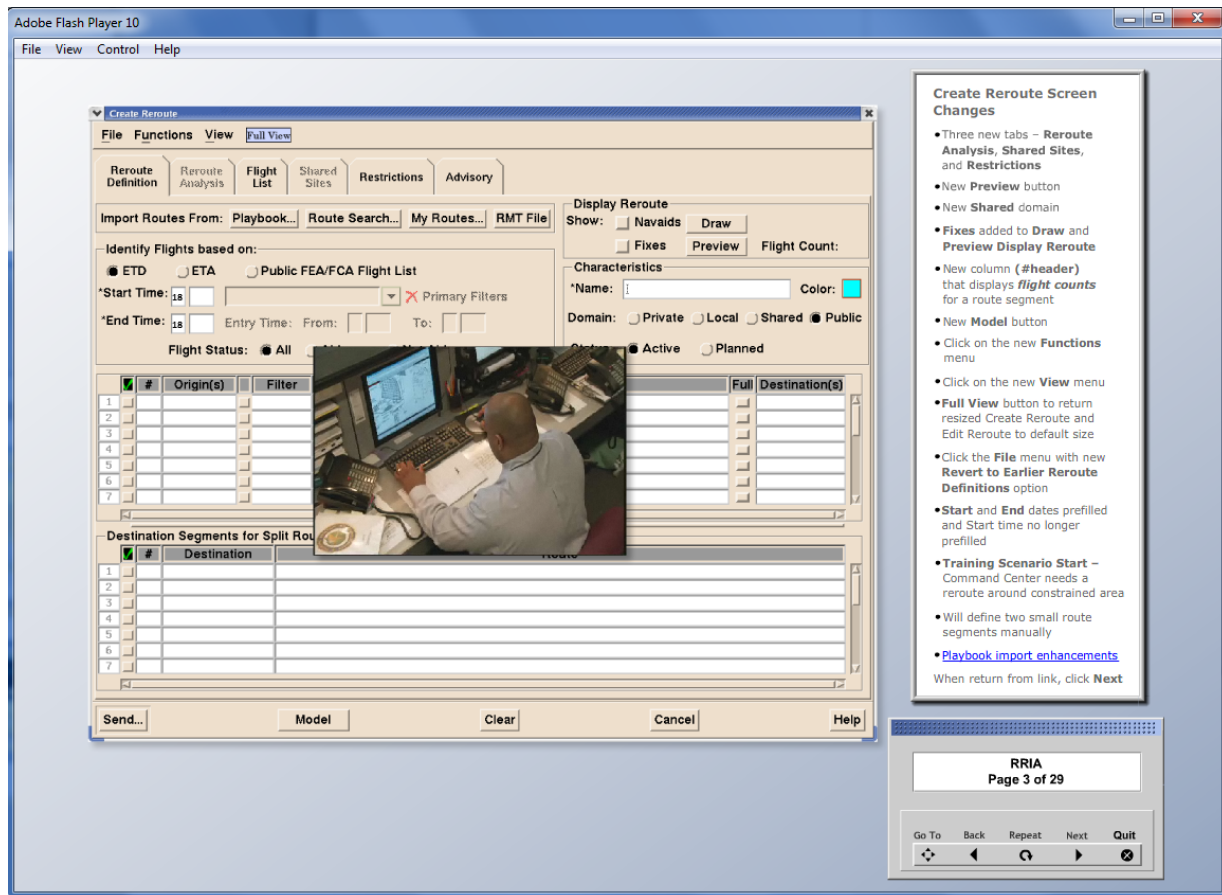 Adobe Flash Player 10
File View Control Help
Create Reroute
File Functions View Full View
Reroute Definition
Reroute Analysis
Flight List
Shared Sites
Restrictions
Advisory
Import Routes From: Playbook... Route Search... My Routes... RMT File
Display Reroute
Show: Navaids Draw
Fixes Preview Flight Count:
Identify Flights based on:
ETD ETA Public FEA/FCA Flight List
*Start Time: 18 Primary Filters
*End Time: 18 Entry Time: From: To:
Flight Status: All
Characteristics
*Name: Color:
Domain: Private Local Shared Public
Active Planned
# Origin(s) Filter Full Destination(s)
1
2
3
4
5
6
7
Destination Segments for Split Rou
# Destination
1
2
3
4
5
6
7
Send... Model Clear Cancel Help
Create Reroute Screen
Changes
•Three new tabs – Reroute
Analysis, Shared Sites,
and Restrictions
•New Preview button
•New Shared domain
•Fixes added to Draw and
Preview Display Reroute
•New column (#header)
that displays flight counts
for a route segment
•New Model button
•Click on the new Functions
menu
•Click on the new View menu
•Full View button to return
resized Create Reroute and
Edit Reroute to default size
•Click the File menu with new
Revert to Earlier Reroute
Definitions option
•Start and End dates prefilled
and Start time no longer
prefilled
•Training Scenario Start –
Command Center needs a
reroute around constrained area
•Will define two small route
segments manually
•Playbook import enhancements
When return from link, click Next
RRIA
Page 3 of 29
Go To Back Repeat Next Quit